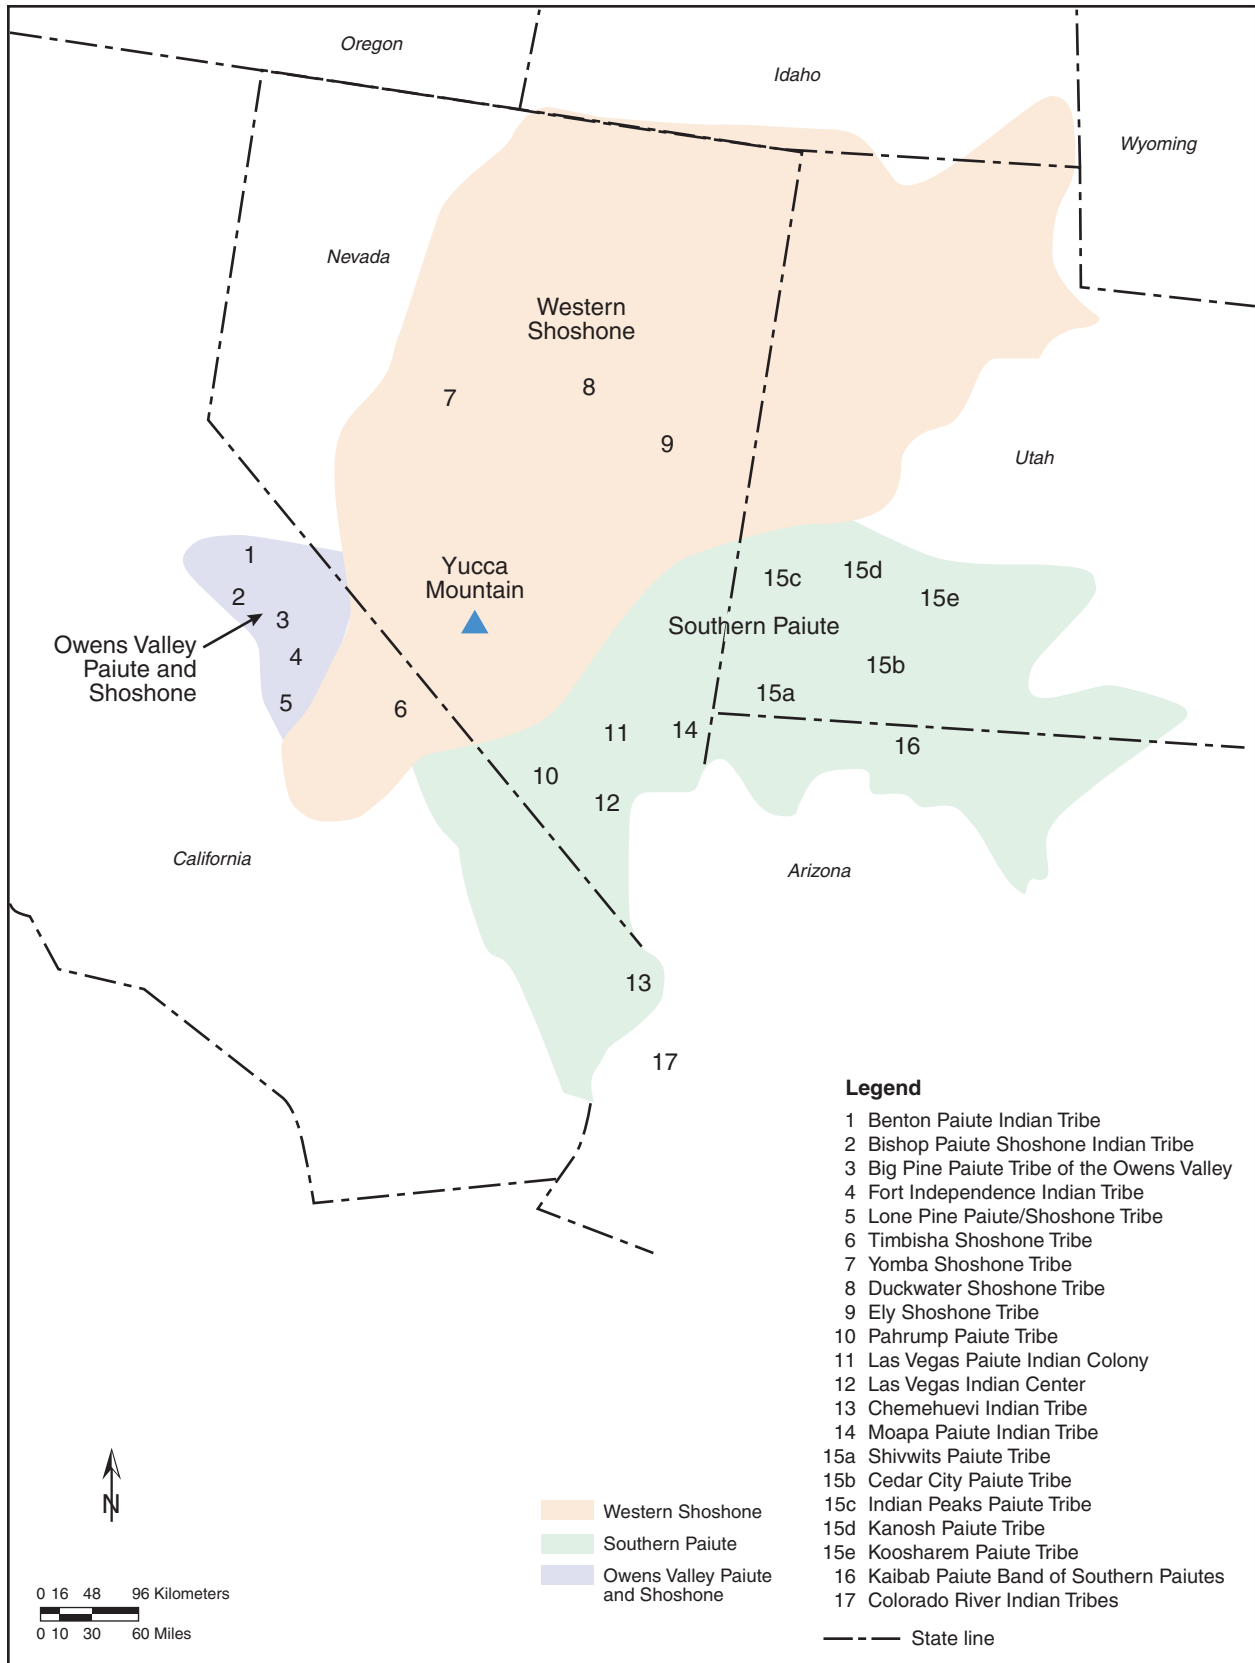 Oregon
Idaho
Wyoming
Nevada
Western
Shoshone
7
8
9
Utah
1
2
3
4
5
Owens Valley
Paiute and
Shoshone
Yucca
Mountain
6
15c
15d
15e
Southern Paiute
15b
15a
11
14
16
10
12
California
Arizona
13
17
Legend
1 Benton Paiute Indian Tribe
2 Bishop Paiute Shoshone Indian Tribe
3 Big Pine Paiute Tribe of the Owens Valley
4 Fort Independence Indian Tribe
5 Lone Pine Paiute/Shoshone Tribe
6 Timbisha Shoshone Tribe
7 Yomba Shoshone Tribe
8 Duckwater Shoshone Tribe
9 Ely Shoshone Tribe
10 Pahrump Paiute Tribe
11 Las Vegas Paiute Indian Colony
12 Las Vegas Indian Center
13 Chemehuevi Indian Tribe
14 Moapa Paiute Indian Tribe
15a Shivwits Paiute Tribe
15b Cedar City Paiute Tribe
15c Indian Peaks Paiute Tribe
15d Kanosh Paiute Tribe
15e Koosharem Paiute Tribe
16 Kaibab Paiute Band of Southern Paiutes
17 Colorado River Indian Tribes
State line
Western Shoshone
Southern Paiute
Owens Valley Paiute
and Shoshone
N
0 16 48 96 Kilometers
0 10 30 60 Miles